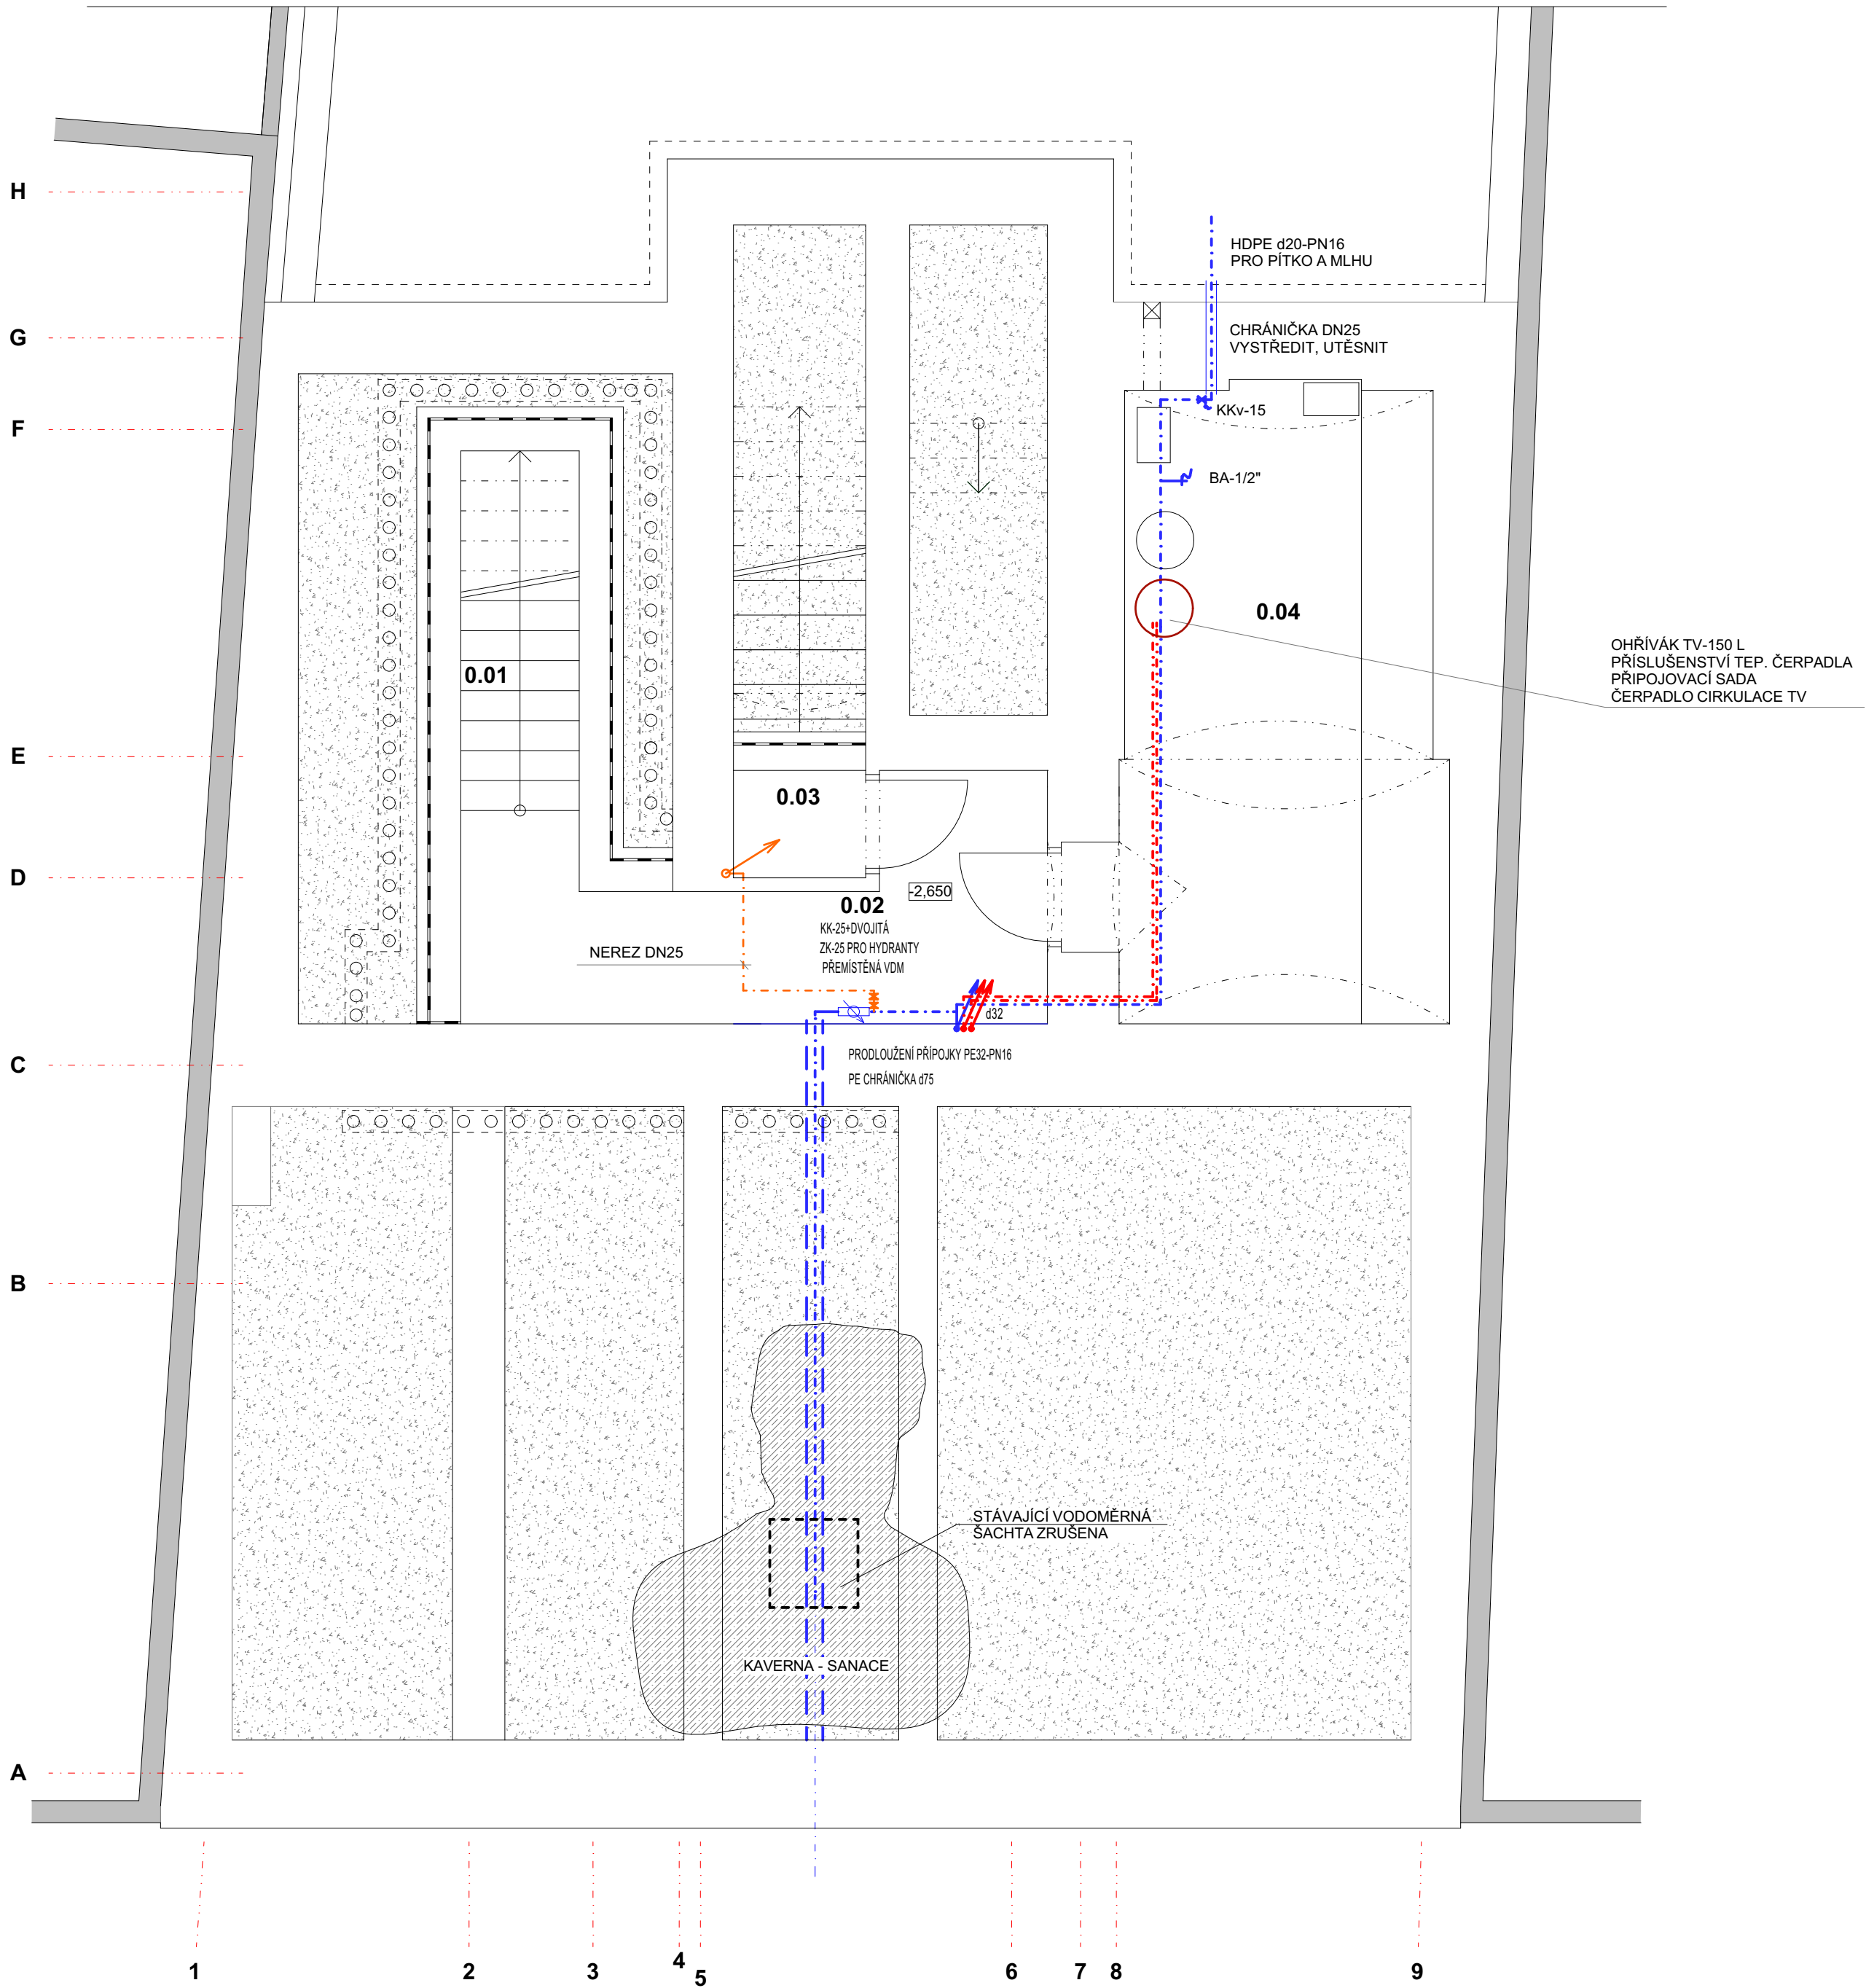 H
HDPE d20-PN16
PRO PÍTKO A MLHU
G
CHRÁNIČKA DN25
VYSTŘEDIT, UTĚSNIT
KKv-15
F
BA-1/2"
0.04
OHŘÍVÁK TV-150 L
PŘÍSLUŠENSTVÍ TEP. ČERPADLA
PŘIPOJOVACÍ SADA
ČERPADLO CIRKULACE TV
0.01
E
0.03
D
-2,650
0.02
KK-25+DVOJITÁ
ZK-25 PRO HYDRANTY
PŘEMÍSTĚNÁ VDM
NEREZ DN25
d32
PRODLOUŽENÍ PŘÍPOJKY PE32-PN16
PE CHRÁNIČKA d75
C
B
STÁVAJÍCÍ VODOMĚRNÁ
ŠACHTA ZRUŠENA
KAVERNA - SANACE
A
1 2 3 4 5 6 7 8 9